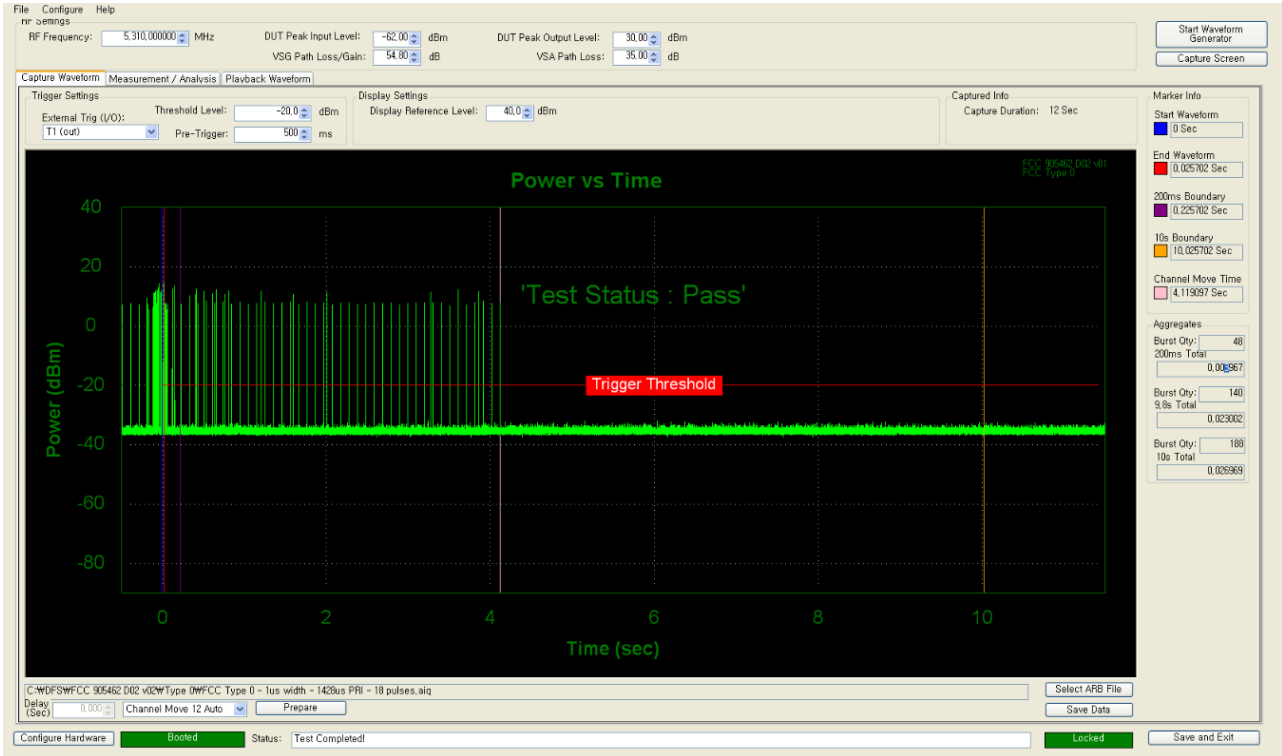 File Configure Help
RF Settings
RF Frequency: 5,310,000000 MHz DUT Peak Input Level: -62,00 dBm DUT Peak Output Level: 30,00 dBm
VSG Path Loss/Gain: 54,80 dB VSA Path Loss: 35,00 dB
Start Waveform Generator
Capture Screen
Capture Waveform Measurement / Analysis Playback Waveform
Trigger Settings
External Trig (I/O): Threshold Level: -20,0 dBm
T1 (out) Pre-Trigger: 500 ms
Display Settings
Display Reference Level: 40,0 dBm
Captured Info
Capture Duration: 12 Sec
Marker Info
Start Waveform
0 Sec
End Waveform
0,025702 Sec
200ms Boundary
0,225702 Sec
10s Boundary
10,025702 Sec
Channel Move Time
4,119097 Sec
Aggregates
Burst Qty: 48
200ms Total
Burst Qty: 140
9,8s Total
0,023002
Burst Qty: 188
10s Total
0,026969
FCC 905462 D02 v01
FCC Type 0
Power vs Time
40
20
0
-20
-40
-60
-80
Power (dBm)
'Test Status : Pass'
Trigger Threshold
0 2 4 6 8 10
Time (sec)
C:₩DFS₩FCC 905462 D02 v02₩Type 0₩FCC Type 0 - 1us width - 1428us PRI - 18 pulses,aiq
Select ARB File
Delay (Sec) 0,000 Channel Move 12 Auto Prepare
Save Data
Configure Hardware Booted Status: Test Completed! Locked Save and Exit